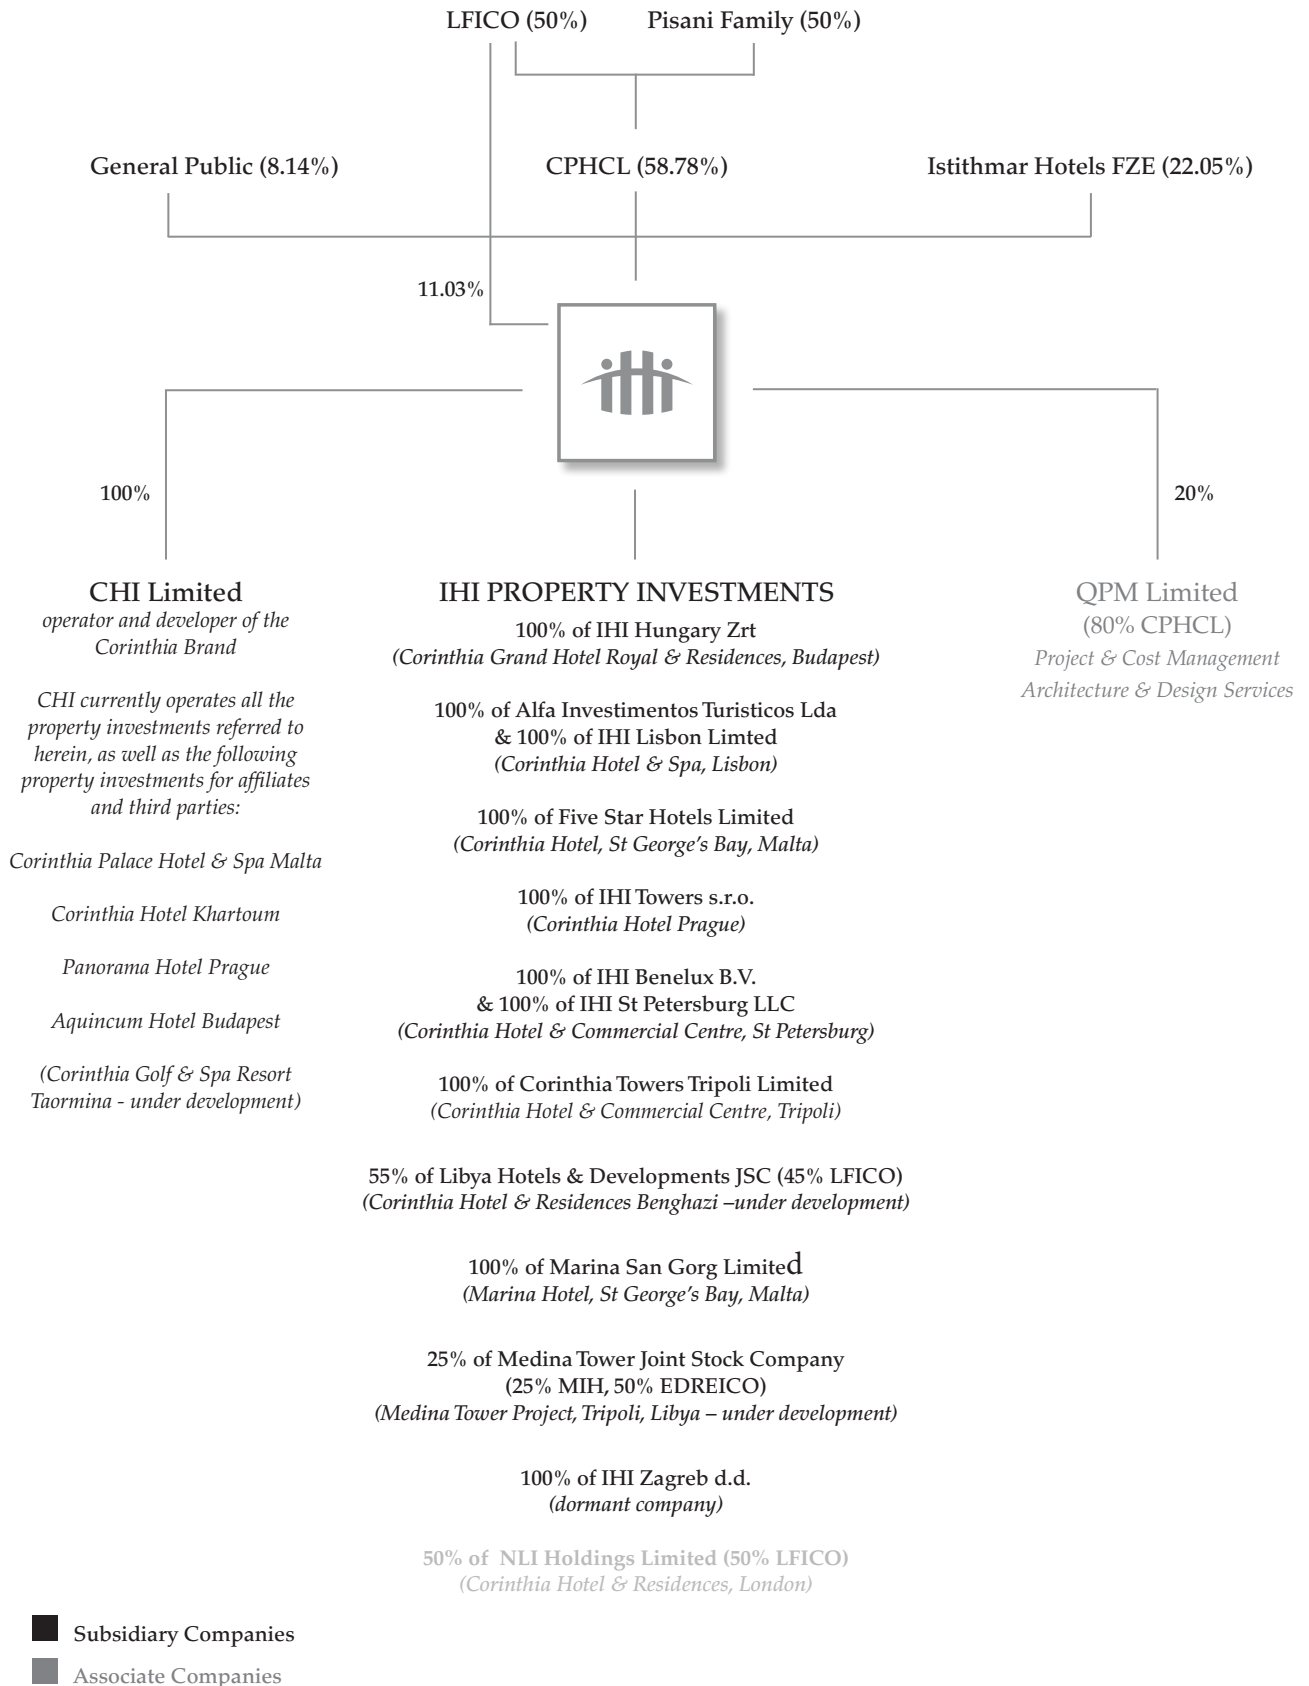 LFICO (50%)
Pisani Family (50%)
General Public (8.14%)
CPHCL (58.78%)
Istithmar Hotels FZE (22.05%)
11.03%
100%
20%
CHI Limited
operator and developer of the
Corinthia Brand
CHI currently operates all the
property investments referred to
herein, as well as the following
property investments for affiliates
and third parties:
Corinthia Palace Hotel & Spa Malta
Corinthia Hotel Khartoum
Panorama Hotel Prague
Aquincum Hotel Budapest
(Corinthia Golf & Spa Resort
Taormina - under development)
IHI PROPERTY INVESTMENTS
100% of IHI Hungary Zrt
(Corinthia Grand Hotel Royal & Residences, Budapest)
100% of Alfa Investimentos Turisticos Lda
& 100% of IHI Lisbon Limted
(Corinthia Hotel & Spa, Lisbon)
100% of Five Star Hotels Limited
(Corinthia Hotel, St George's Bay, Malta)
100% of IHI Towers s.r.o.
(Corinthia Hotel Prague)
100% of IHI Benelux B.V.
& 100% of IHI St Petersburg LLC
(Corinthia Hotel & Commercial Centre, St Petersburg)
100% of Corinthia Towers Tripoli Limited
(Corinthia Hotel & Commercial Centre, Tripoli)
55% of Libya Hotels & Developments JSC (45% LFICO)
(Corinthia Hotel & Residences Benghazi –under development)
100% of Marina San Gorg Limited
(Marina Hotel, St George's Bay, Malta)
25% of Medina Tower Joint Stock Company
(25% MIH, 50% EDREICO)
(Medina Tower Project, Tripoli, Libya – under development)
100% of IHI Zagreb d.d.
(dormant company)
50% of NLI Holdings Limited (50% LFICO)
(Corinthia Hotel & Residences, London)
QPM Limited
(80% CPHCL)
Project & Cost Management
Architecture & Design Services
Subsidiary Companies
Associate Companies